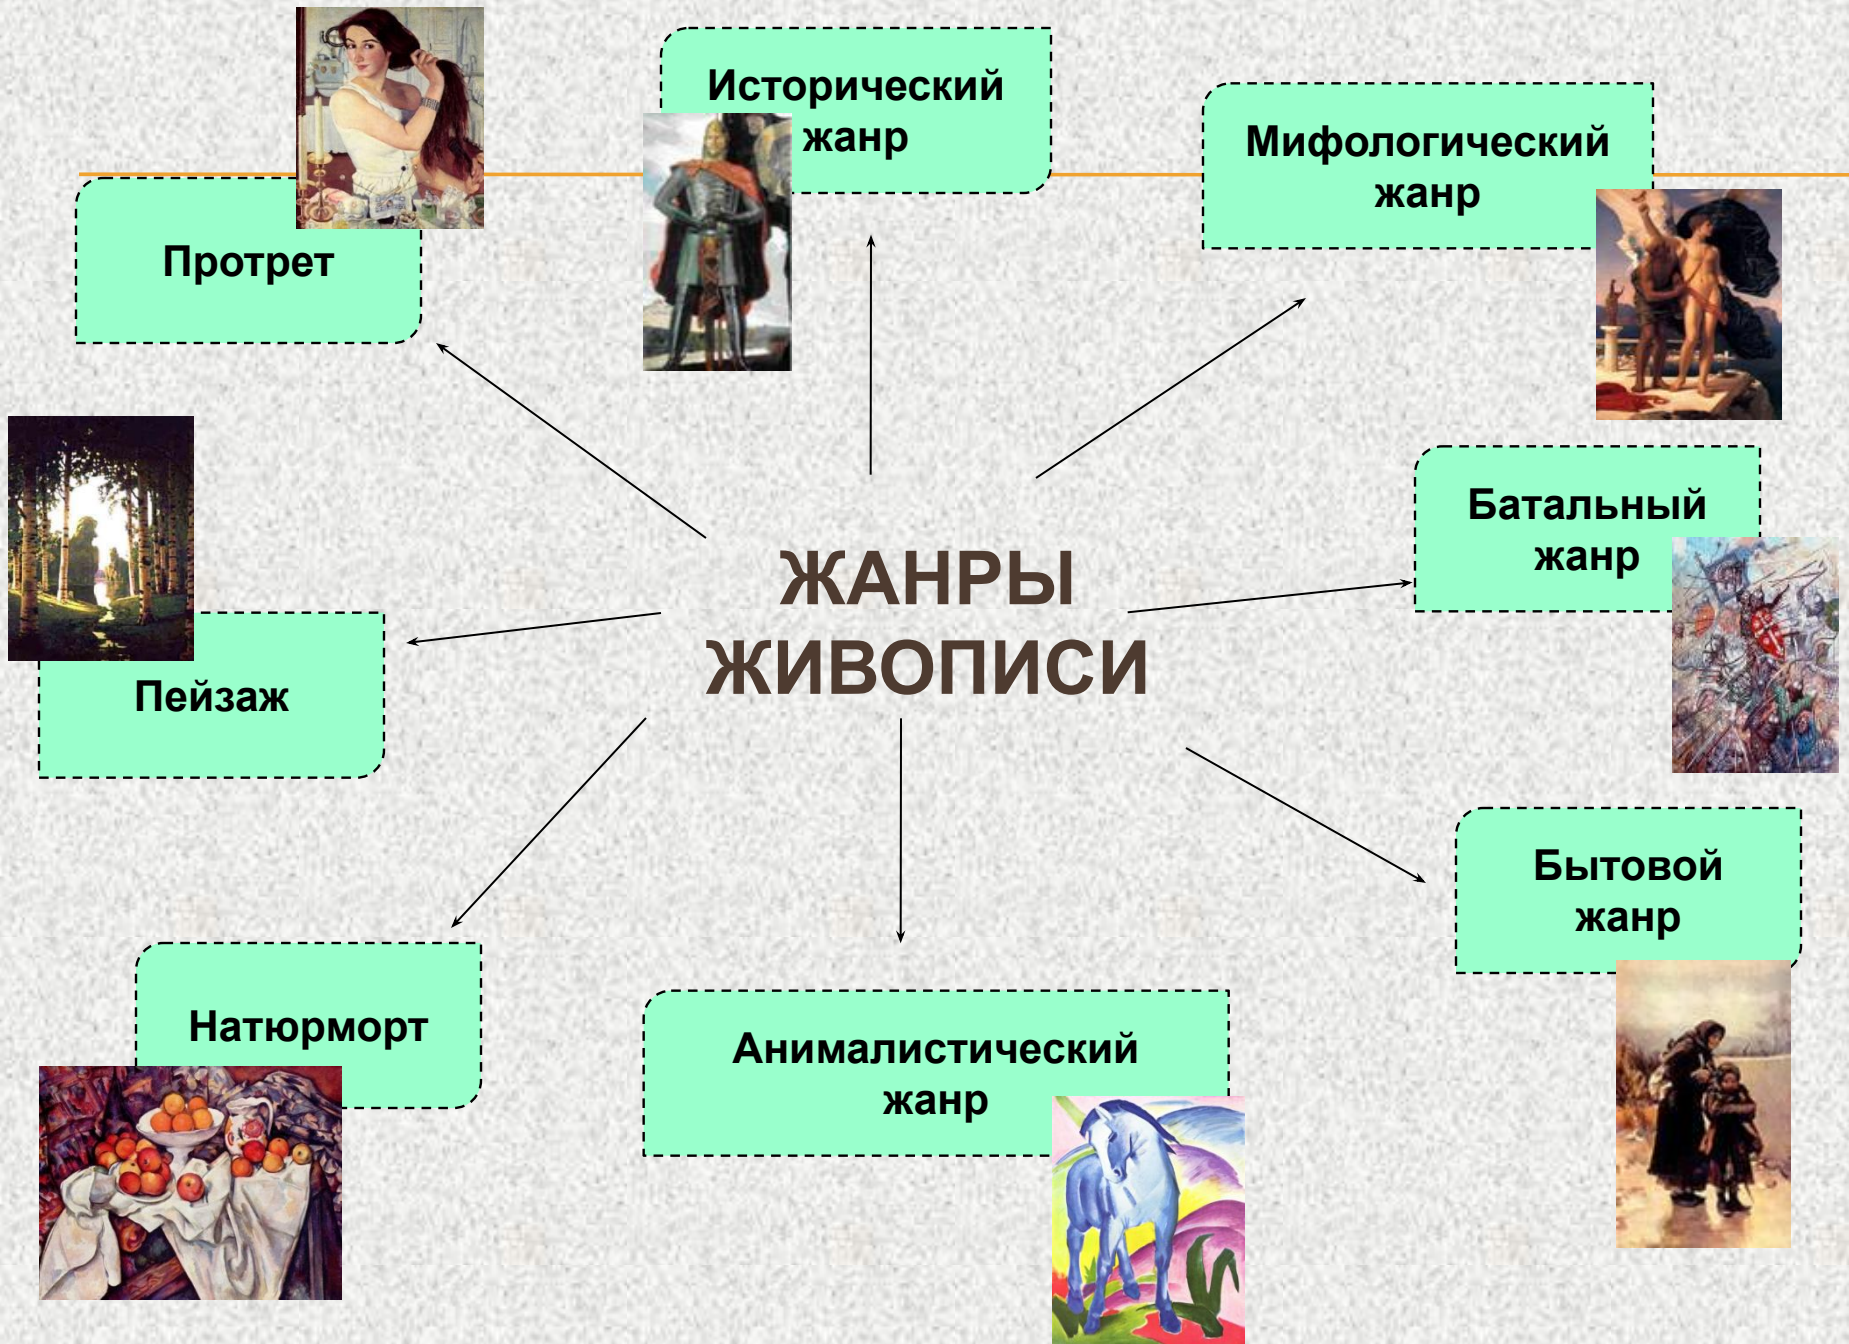 Исторический
жанр
Мифологический
жанр
Протрет
Батальный
жанр
ЖАНРЫ
ЖИВОПИСИ
Пейзаж
Бытовой
жанр
Натюрморт
Анималистический
жанр